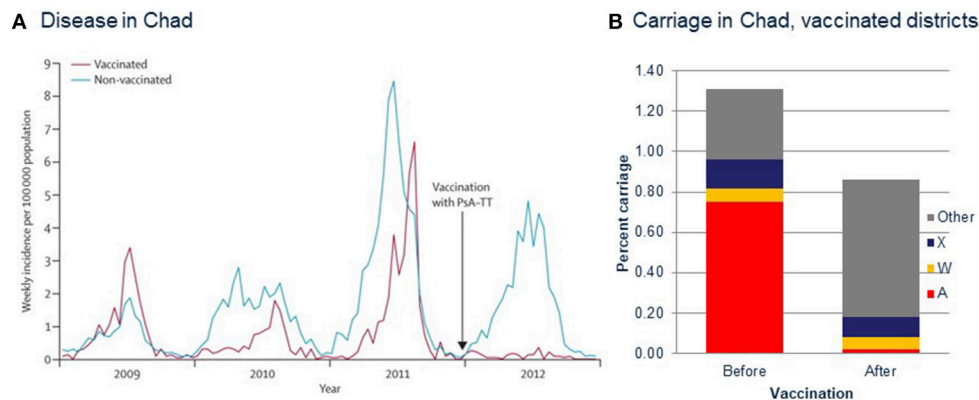 A Disease in Chad
Vaccinated
Non-vaccinated
Weekly incidence per 100 000 population
9
8
7
6
5
4
3
2
1
0
Vaccination
with PsA-TT
2009 2010 2011 2012
Year
B Carriage in Chad, vaccinated districts
Percent carriage
1.40
1.20
1.00
0.80
0.60
0.40
0.20
0.00
Other
X
W
A
Before After
Vaccination